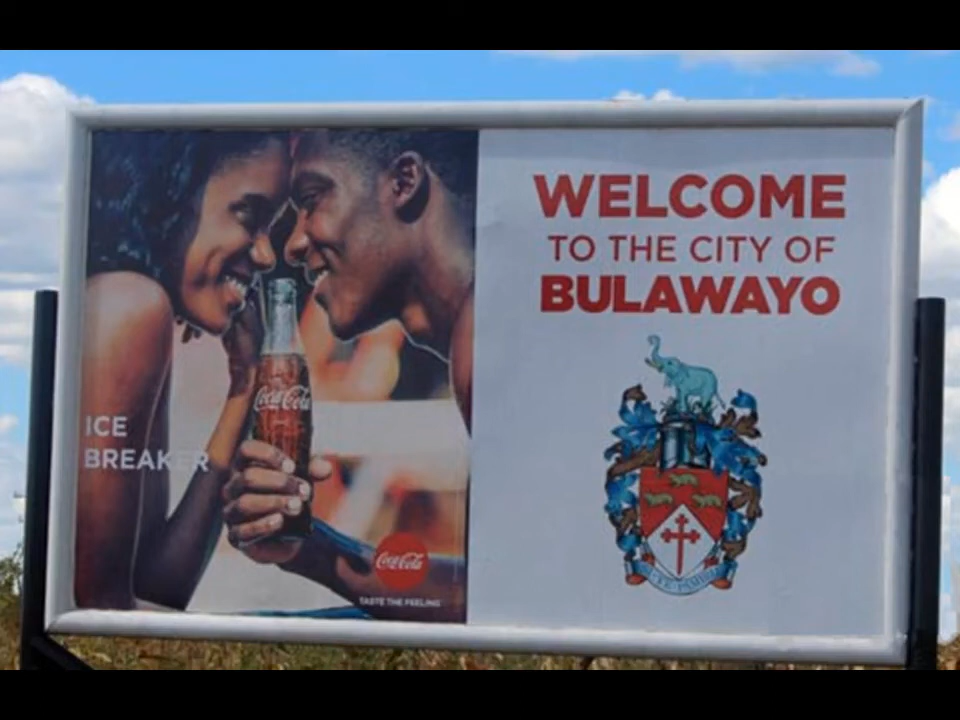 ICE
BREAKER
Coca-Cola
Coca-Cola
TASTE THE FEELING
WELCOME
TO THE CITY OF
BULAWAYO